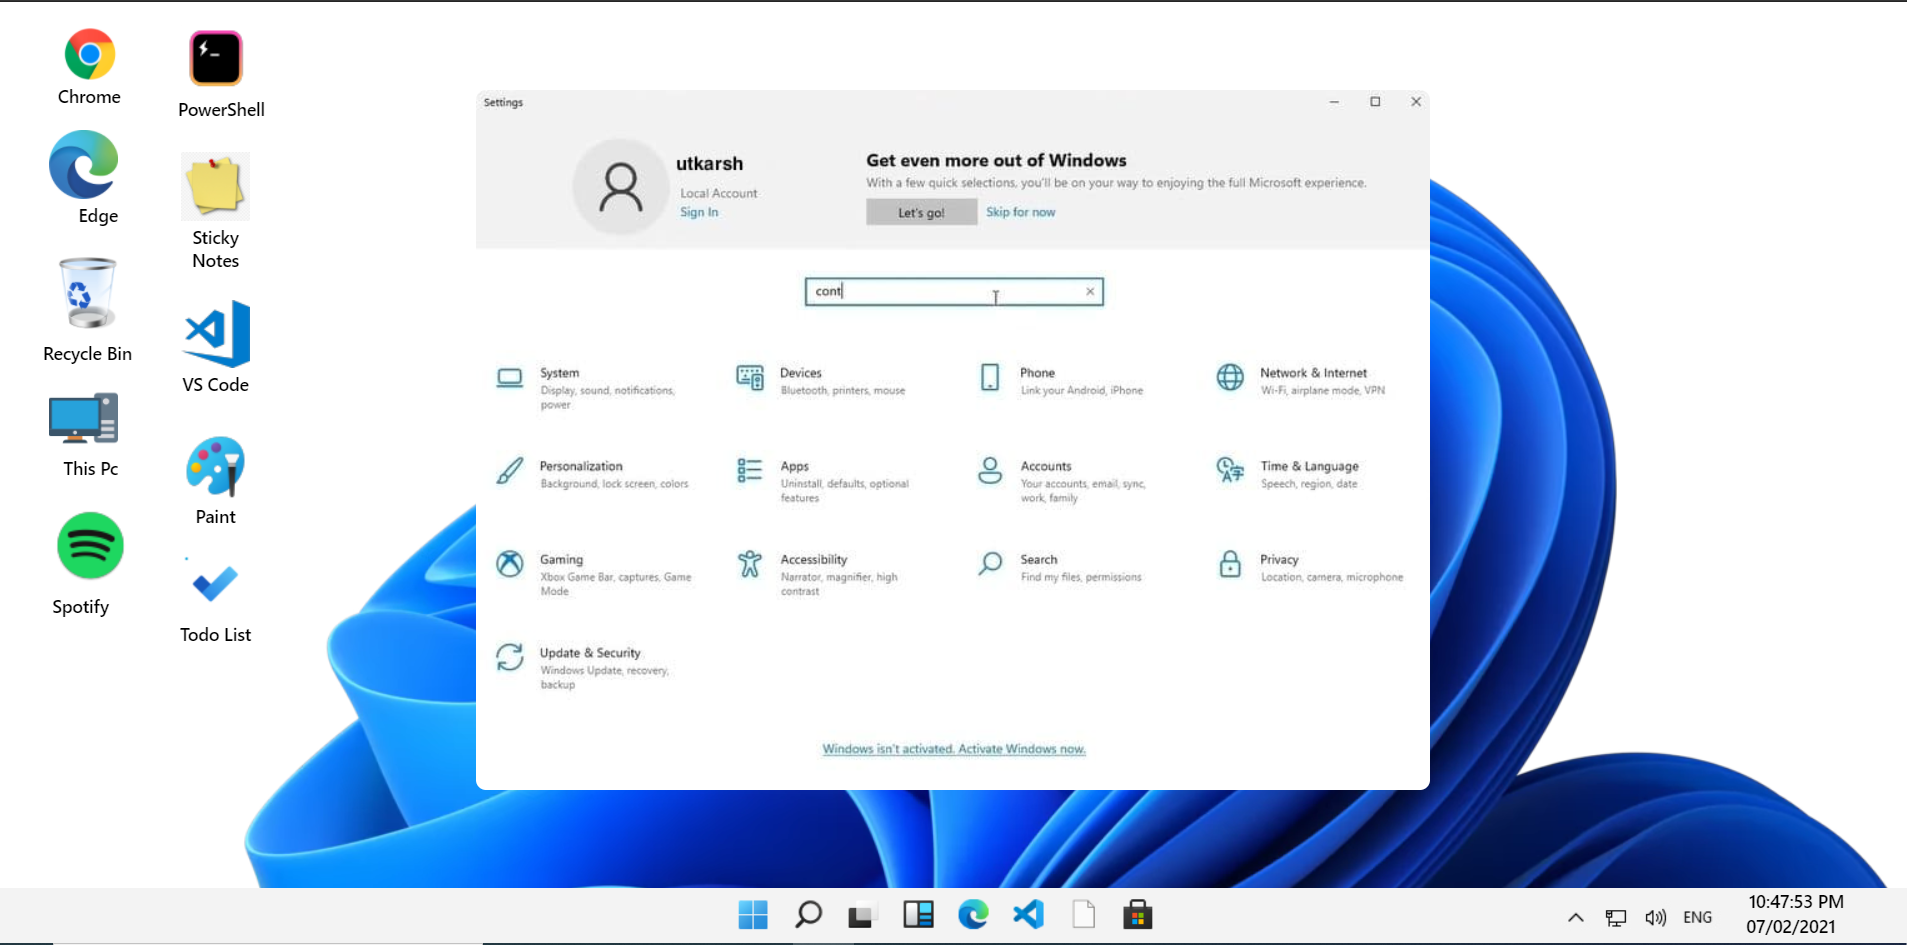 Chrome
PowerShell
Edge
Sticky
Notes
Recycle Bin
VS Code
This Pc
Paint
Spotify
Todo List
Settings
utkarsh
Local Account
Sign In
Get even more out of Windows
With a few quick selections, you'll be on your way to enjoying the full Microsoft experience.
Let's go!
Skip for now
cont
System
Display, sound, notifications,
power
Devices
Bluetooth, printers, mouse
Phone
Link your Android, iPhone
Network & Internet
Wi-Fi, airplane mode, VPN
Personalization
Background, lock screen, colors
Apps
Uninstall, defaults, optional
features
Accounts
Your accounts, email, sync,
work, family
Time & Language
Speech, region, date
Gaming
Xbox Game Bar, captures, Game
Mode
Accessibility
Narrator, magnifier, high
contrast
Search
Find my files, permissions
Privacy
Location, camera, microphone
Update & Security
Windows Update, recovery,
backup
Windows isn't activated. Activate Windows now.
ENG
10:47:53 PM
07/02/2021